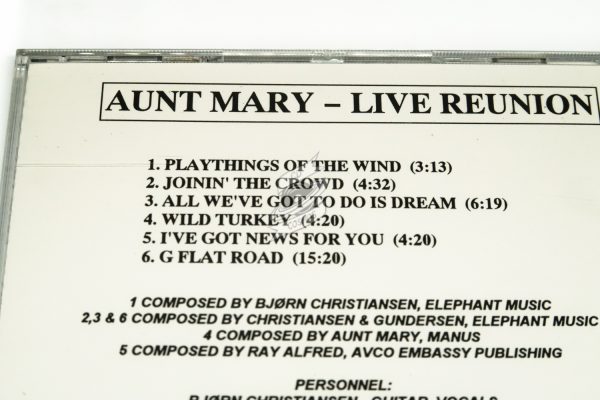 AUNT MARY – LIVE REUNION
1. PLAYTHINGS OF THE WIND (3:13)
2. JOININ' THE CROWD (4:32)
3. ALL WE'VE GOT TO DO IS DREAM (6:19)
4. WILD TURKEY (4:20)
5. I'VE GOT NEWS FOR YOU (4:20)
6. G FLAT ROAD (15:20)
1 COMPOSED BY BJØRN CHRISTIANSEN, ELEPHANT MUSIC
2,3 & 6 COMPOSED BY CHRISTIANSEN & GUNDERSEN, ELEPHANT MUSIC
4 COMPOSED BY AUNT MARY, MANUS
5 COMPOSED BY RAY ALFRED, AVCO EMBASSY PUBLISHING
PERSONNEL:
BJØRN CHRISTIANSEN - GUITAR, VOCALS